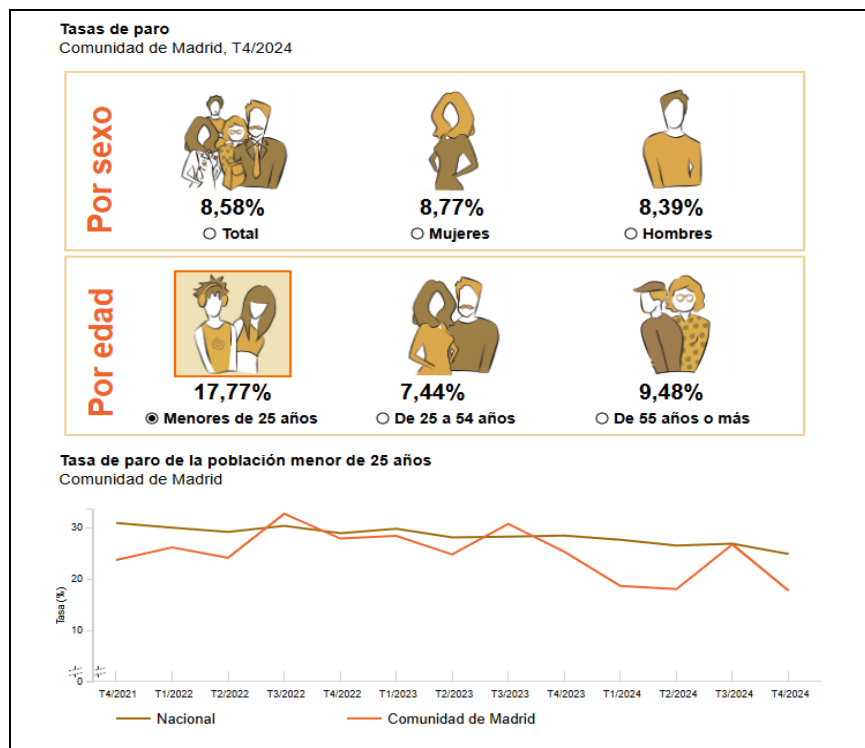 Tasas de paro
Comunidad de Madrid, T4/2024
Por sexo
8,58% 8,77% 8,39%
Total Mujeres Hombres
Por edad
17,77% 7,44% 9,48%
Menores de 25 años De 25 a 54 años De 55 años o más
Tasa de paro de la población menor de 25 años
Comunidad de Madrid
Tasa (%)
30
20
10
0
T4/2021 T1/2022 T2/2022 T3/2022 T4/2022 T1/2023 T2/2023 T3/2023 T4/2023 T1/2024 T2/2024 T3/2024 T4/2024
Nacional Comunidad de Madrid